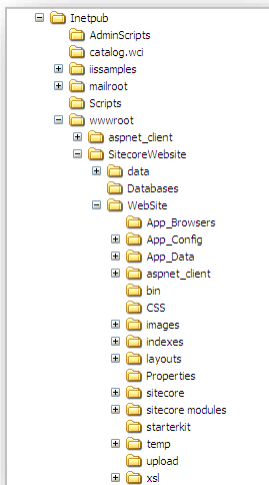 Inetpub
AdminScripts
catalog.wci
iissamples
mailroot
Scripts
wwwroot
aspnet_client
SitecoreWebsite
data
Databases
WebSite
App_Browsers
App_Config
App_Data
aspnet_client
bin
CSS
images
indexes
layouts
Properties
sitecore
sitecore modules
starterkit
temp
upload
xsl